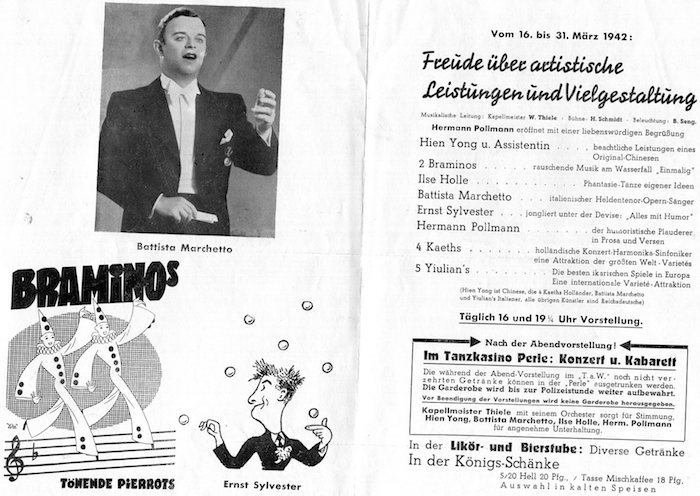 Battista Marchetto
BRAMINOS
TÖNENDE PIERROTS
Ernst Sylvester
Vom 16. bis 31. März 1942:
Freude über artistische
Leistungen und Vielgestaltung
Musikalische Leitung: Kapellmeister W. Thiele · Bühne: H. Schmidt · Beleuchtung: B. Seng.
Hermann Pollmann eröffnet mit einer liebenswürdigen Begrüßung
Hien Yong u. Assistentin . . . . beachtliche Leistungen eines
Original-Chinesen
2 Braminos . . . . . . rauschende Musik am Wasserfall „Einmalig"
Ilse Holle . . . . . . . . . . Phantasie-Tänze eigener Ideen
Battista Marchetto . . . . italienischer Heldentenor-Opern-Sänger
Ernst Sylvester . . . . . jongliert unter der Devise: „Alles mit Humor"
Hermann Pollmann . . . . . . . der humoristische Plauderer
in Prosa und Versen
4 Kaeths . . . . . . . holländische Konzert-Harmonika-Sinfoniker
eine Attraktion der größten Welt-Varietés
5 Yiulian's . . . . . . . Die besten ikarischen Spiele in Europa
Eine internationale Varieté-Attraktion
(Hien Yong ist Chinese, die 4 Kaeths Holländer, Battista Marchetto
und Yiulian's Italiener, alle übrigen Künstler sind Reichsdeutsche)
Täglich 16 und 19¼ Uhr Vorstellung.
Nach der Abendvorstellung!
Im Tanzkasino Perle: Konzert u. Kabarett
Die während der Abend-Vorstellung im „T.a.W." noch nicht ver-
zehrten Getränke können in der „Perle" ausgetrunken werden.
Die Garderobe wird bis zur Polizeistunde weiter aufbewahrt.
Vor Beendigung der Vorstellungen wird keine Garderobe herausgegeben.
Kapellmeister Thiele mit seinem Orchester sorgt für Stimmung,
Hien Yong, Battista Marchetto, Ilse Holle, Herm. Pollmann
für angenehme Unterhaltung.
In der Likör- und Bierstube: Diverse Getränke
In der Königs-Schänke
5/20 Hell 20 Pfg., / Tasse Mischkaffee 18 Pfg.
Auswahl in kalten Speisen